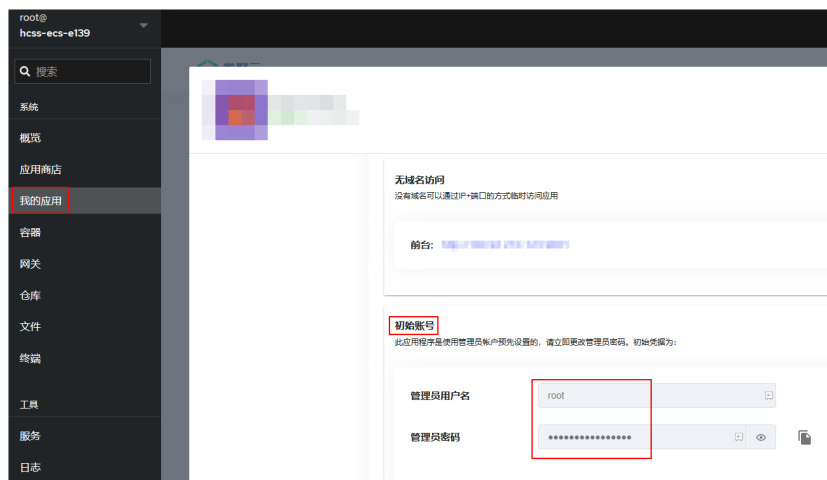 root@
hcss-ecs-e139
搜索
系统
概览
应用商店
我的应用
容器
网关
仓库
文件
终端
工具
服务
日志
无域名访问
没有域名可以通过IP+端口的方式临时访问应用
前台:
初始账号
此应用程序是使用管理员帐户预先设置的，请立即更改管理员密码。初始凭据为:
管理员用户名
root
管理员密码
••••••••••••••••